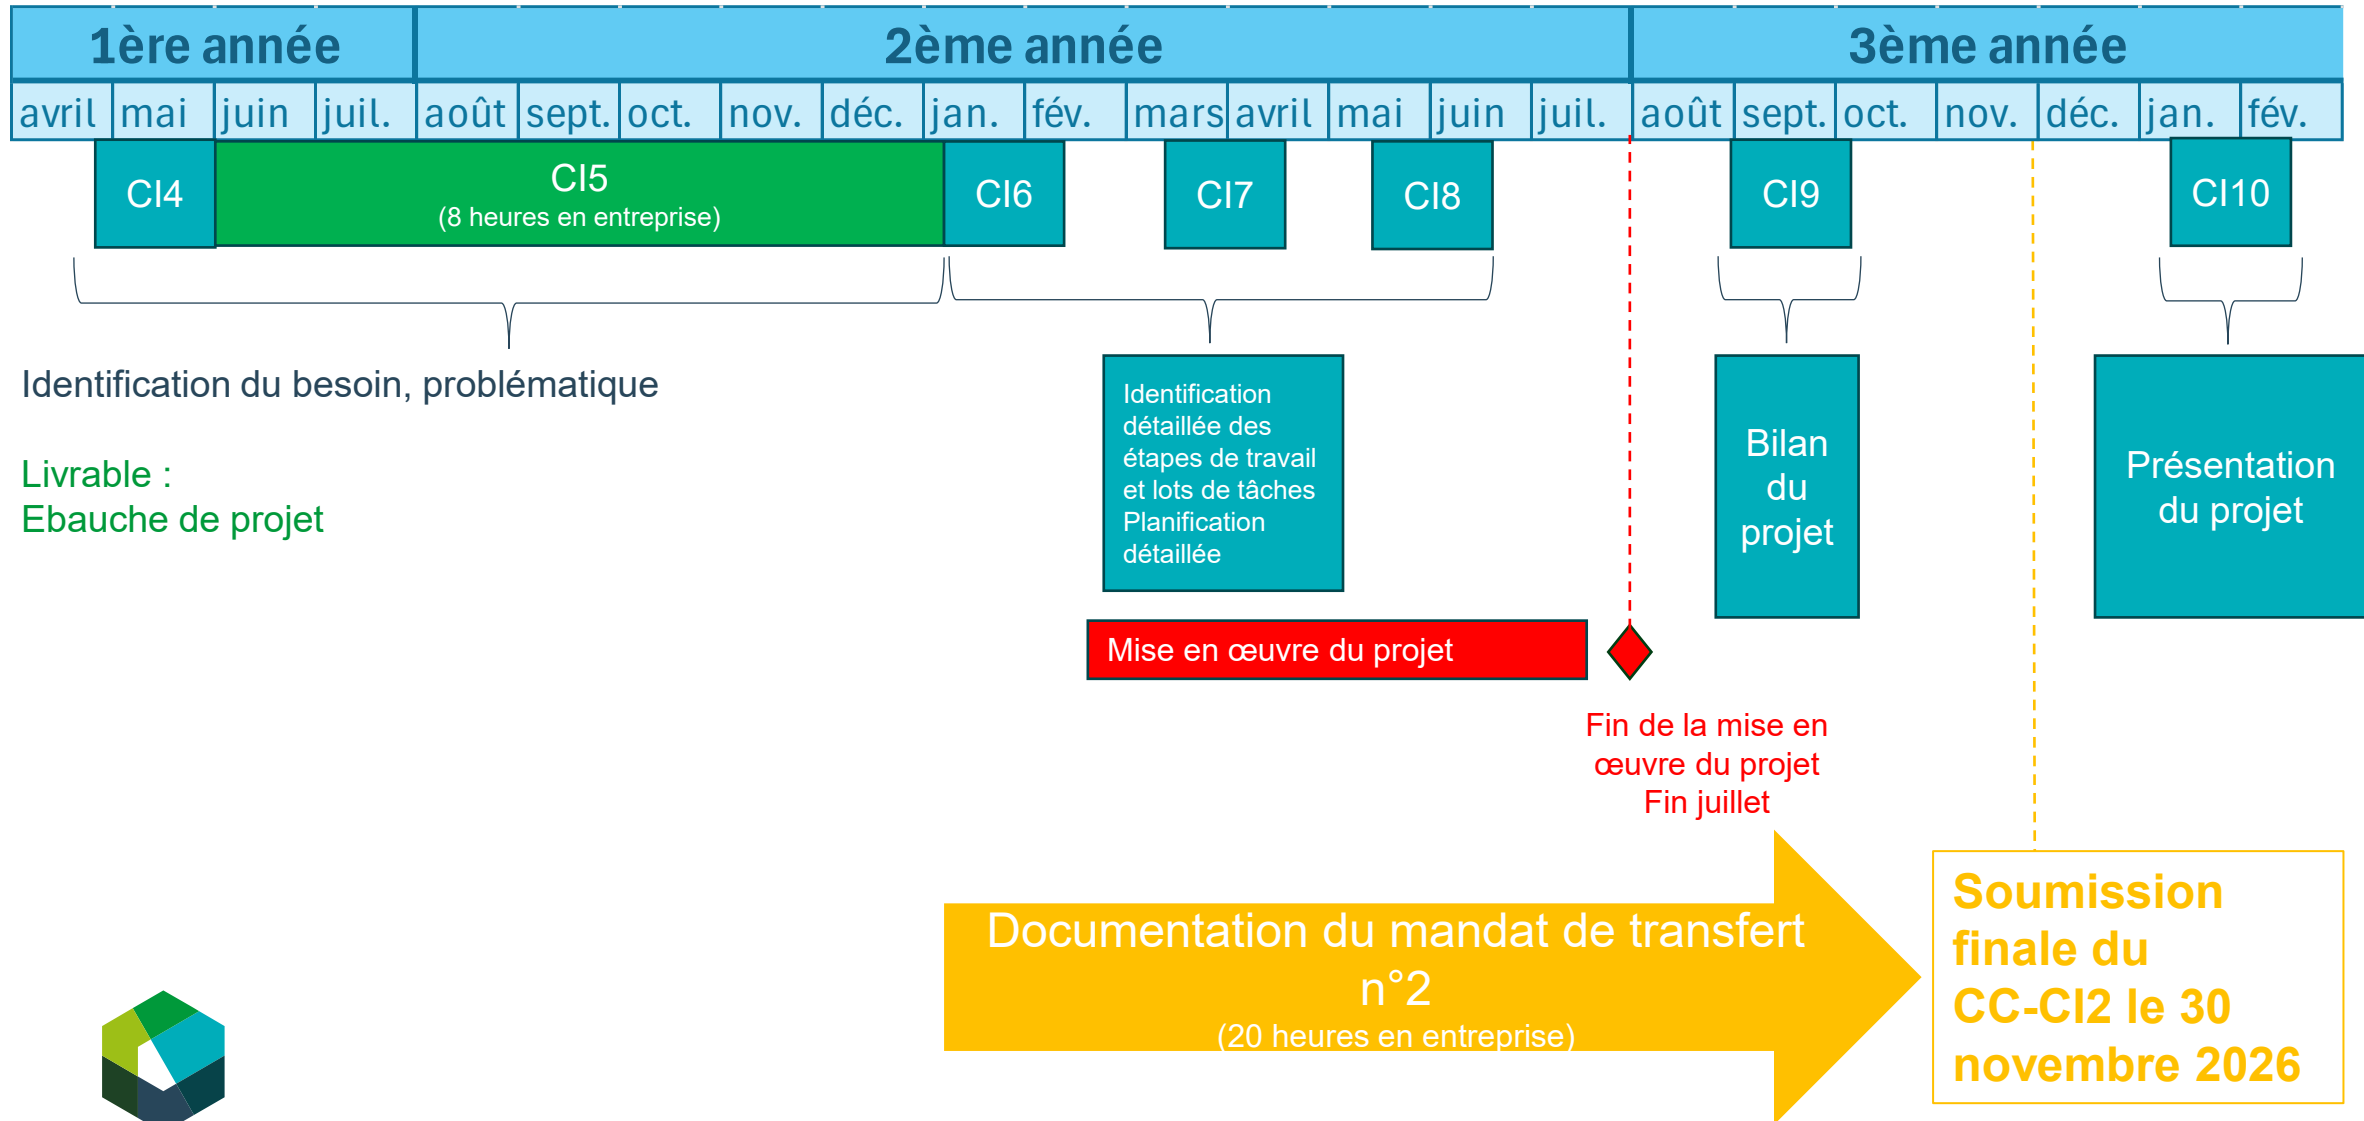 1ère année 2ème année 3ème année
avril mai juin juil. août sept. oct. nov. déc. jan. fév. mars avril mai juin juil. août sept. oct. nov. déc. jan. fév.
CI4
CI5
(8 heures en entreprise)
CI6
CI7
CI8
CI9
CI10
Identification du besoin, problématique
Livrable :
Ebauche de projet
Identification
détaillée des
étapes de travail
et lots de tâches
Planification
détaillée
Bilan
du
projet
Présentation
du projet
Mise en œuvre du projet
Fin de la mise en
œuvre du projet
Fin juillet
Documentation du mandat de transfert
n°2
(20 heures en entreprise)
Soumission
finale du
CC-CI2 le 30
novembre 2026